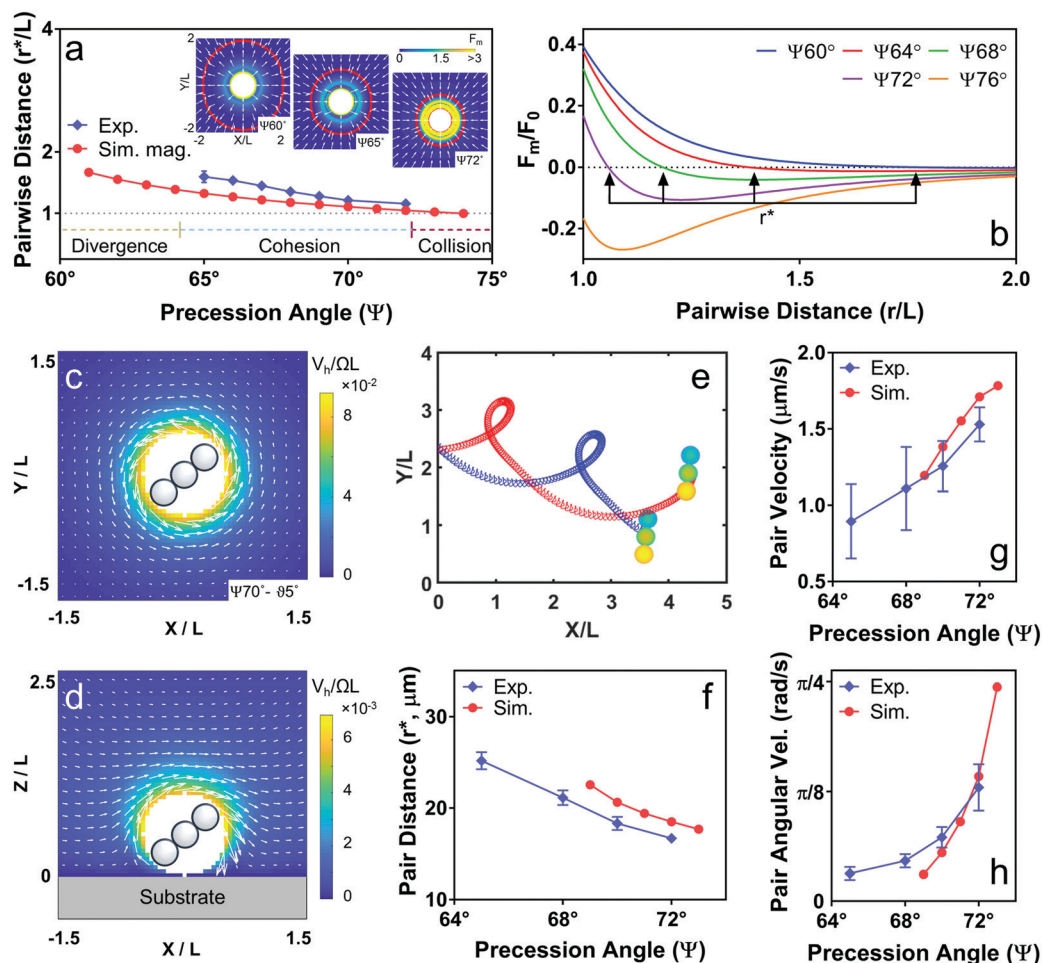 a
Pairwise Distance (r*/L)
4
2
1
Exp.
Sim. mag.
2
Y/L
-2
-2
X/L
2
Ψ60°
Ψ65°
Ψ72°
Fm
0
1.5
>3
Divergence
Cohesion
Collision
60°
65°
70°
75°
Precession Angle (Ψ)
b
Fm/F0
0.4
0.2
0.0
-0.2
Ψ60°
Ψ64°
Ψ68°
Ψ72°
Ψ76°
r*
1.0
1.5
2.0
Pairwise Distance (r/L)
c
1.5
Y / L
-1.5
Ψ70°- ϑ5°
-1.5
1.5
X / L
Vh/ΩL
×10-2
8
4
0
e
Y/L
4
3
2
1
0
0
1
2
3
4
5
X/L
g
Pair Velocity (μm/s)
2.0
1.5
1.0
0.5
Exp.
Sim.
64°
68°
72°
Precession Angle (Ψ)
d
2.5
Z / L
0
Substrate
-1.5
1.5
X / L
Vh/ΩL
×10-3
6
4
2
0
f
Pair Distance (r*, μm)
30
20
10
Exp.
Sim.
64°
68°
72°
Precession Angle (Ψ)
h
Pair Angular Vel. (rad/s)
π/4
π/8
0
Exp.
Sim.
64°
68°
72°
Precession Angle (Ψ)